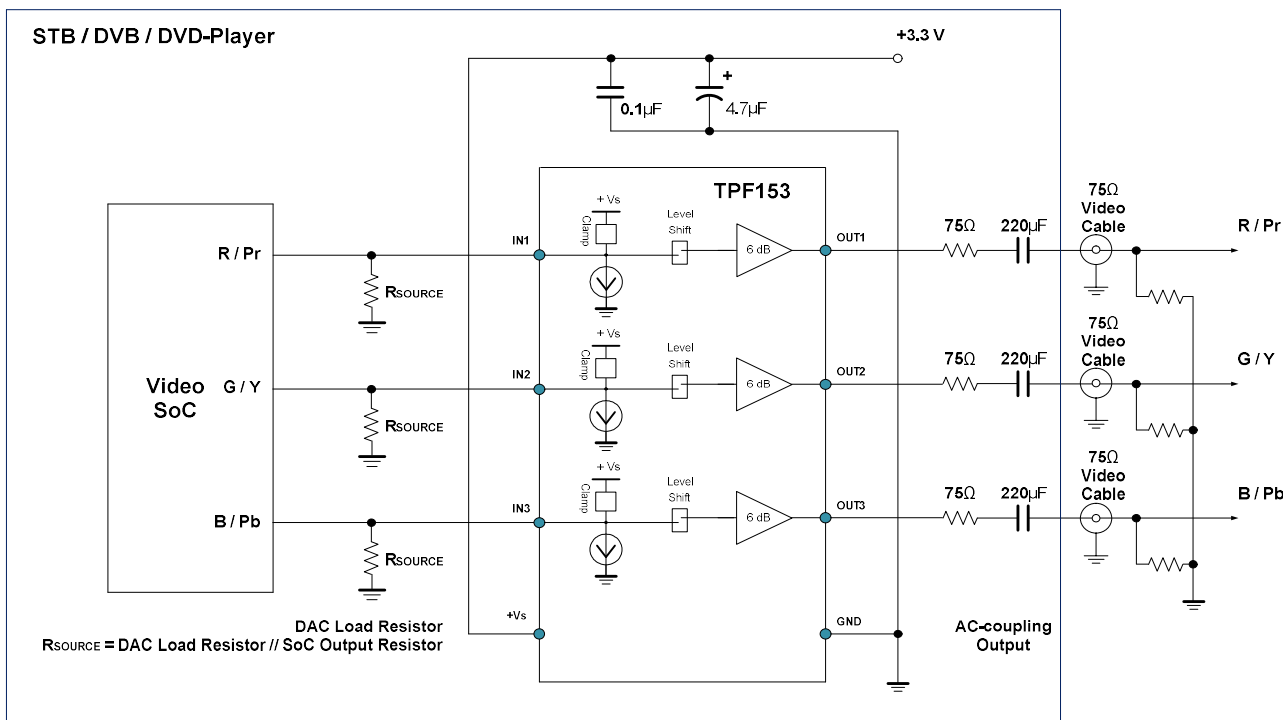 STB / DVB / DVD-Player
+3.3 V
0.1µF
+
4.7µF
TPF153
75Ω
Video
Cable
R / Pr
IN1
+ Vs
Clamp
Level
Shift
6 dB
OUT1
75Ω
220µF
R / Pr
RSOURCE
75Ω
Video
Cable
Video
SoC
G / Y
IN2
+ Vs
Clamp
Level
Shift
6 dB
OUT2
75Ω
220µF
G / Y
RSOURCE
75Ω
Video
Cable
B / Pb
IN3
+ Vs
Clamp
Level
Shift
6 dB
OUT3
75Ω
220µF
B / Pb
RSOURCE
DAC Load Resistor
RSOURCE = DAC Load Resistor // SoC Output Resistor
+Vs
GND
AC-coupling
Output